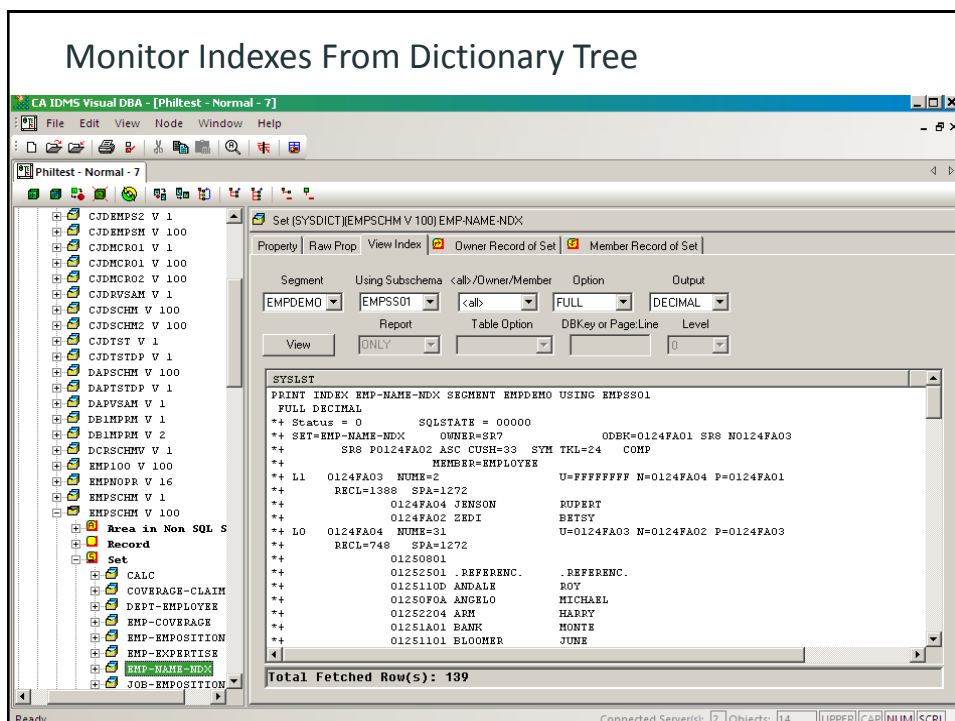 Monitor Indexes From Dictionary Tree
CA IDMS Visual DBA - [Philtest - Normal - 7]
File Edit View Node Window Help
Philtest - Normal - 7
CJDEMPS2 V 1
CJDEMPSM V 100
CJDMCRO1 V 1
CJDMCRO1 V 100
CJDMCRO2 V 100
CJDRVSAM V 1
CJDSCHM V 100
CJDSCHM2 V 100
CJDTST V 1
CJDTSTDP V 1
DAPSCHM V 100
DAPTSTDP V 1
DAPVSAM V 1
DB1MPRM V 1
DB1MPRM V 2
DCRSCHMV V 1
EMP100 V 100
EMPNOPR V 16
EMPSCHM V 1
EMPSCHM V 100
Area in Non SQL S
Record
Set
CALC
COVERAGE-CLAIM
DEPT-EMPLOYEE
EMP-COVERAGE
EMP-EMPOSITION
EMP-EXPERTISE
EMP-NAME-NDX
JOB-EMPOSITION
Set (SYSDICT)(EMPSCHM V 100) EMP-NAME-NDX
Property Raw Prop View Index Owner Record of Set Member Record of Set
Segment Using Subschema <all>/Owner/Member Option Output
EMPDEMO EMPSS01 <all> FULL DECIMAL
Report Table Option DBKey or Page:Line Level
View ONLY 0
SYSLST
PRINT INDEX EMP-NAME-NDX SEGMENT EMPDEMO USING EMPSS01
FULL DECIMAL
*+ Status = 0 SQLSTATE = 00000
*+ SET=EMP-NAME-NDX OWNER=SR7 ODBK=0124FA01 SR8 N0124FA03
*+ SR8 P0124FA02 ASC CUSH=33 SYM TKL=24 COMP
*+ MEMBER=EMPLOYEE
*+ L1 0124FA03 NUME=2 U=FFFFFFFF N=0124FA04 P=0124FA01
*+ RECL=1388 SPA=1272
*+ 0124FA04 JENSON RUPERT
*+ 0124FA02 ZEDI BETSY
*+ L0 0124FA04 NUME=31 U=0124FA03 N=0124FA02 P=0124FA03
*+ RECL=748 SPA=1272
*+ 01250801
*+ 01252501 .REFERENC. .REFERENC.
*+ 0125110D ANDALE ROY
*+ 01250F0A ANGELO MICHAEL
*+ 01252204 ARM HARRY
*+ 01251A01 BANK MONTE
*+ 01251101 BLOOMER JUNE
Total Fetched Row(s): 139
Ready Connected Server(s): 2 Objects: 14 UPPER CAP NUM SCRL